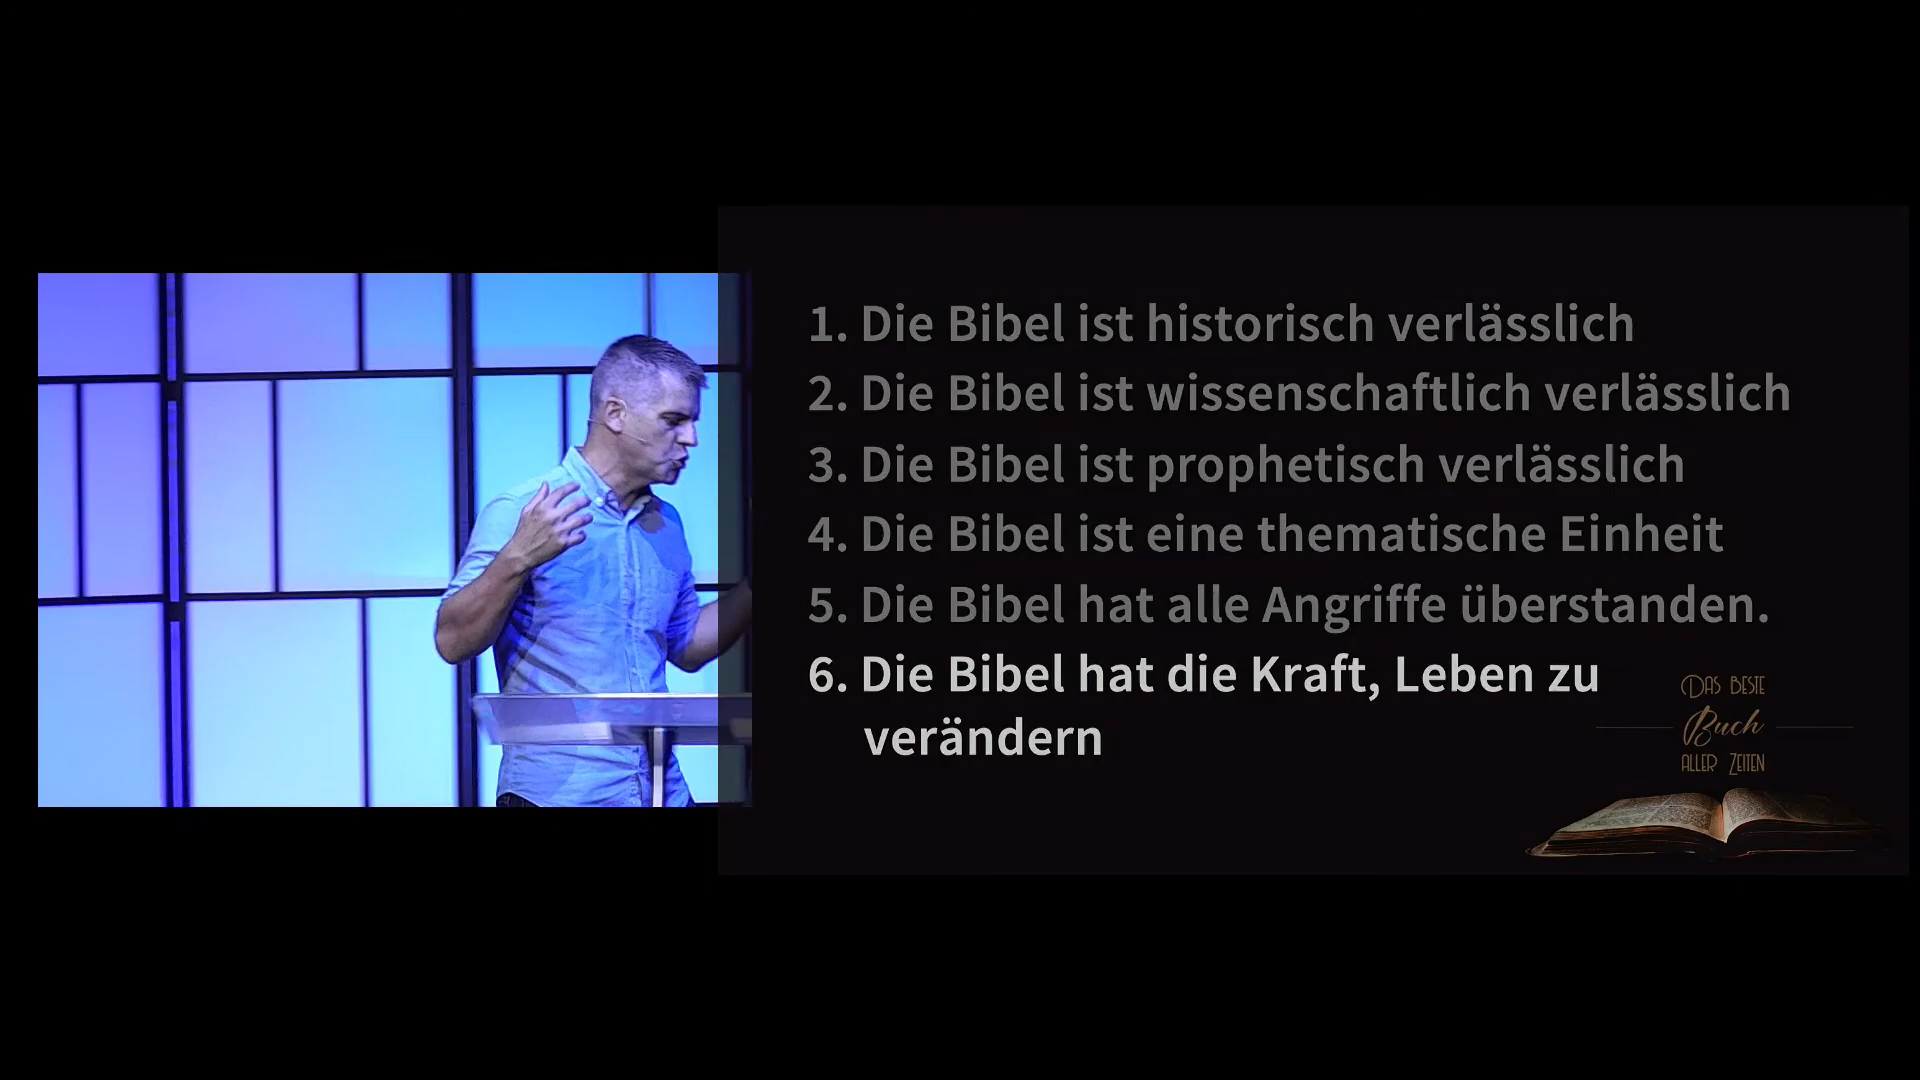 1. Die Bibel ist historisch verlässlich
2. Die Bibel ist wissenschaftlich verlässlich
3. Die Bibel ist prophetisch verlässlich
4. Die Bibel ist eine thematische Einheit
5. Die Bibel hat alle Angriffe überstanden.
6. Die Bibel hat die Kraft, Leben zu
verändern
DAS BESTE
Buch
ALLER ZEITEN